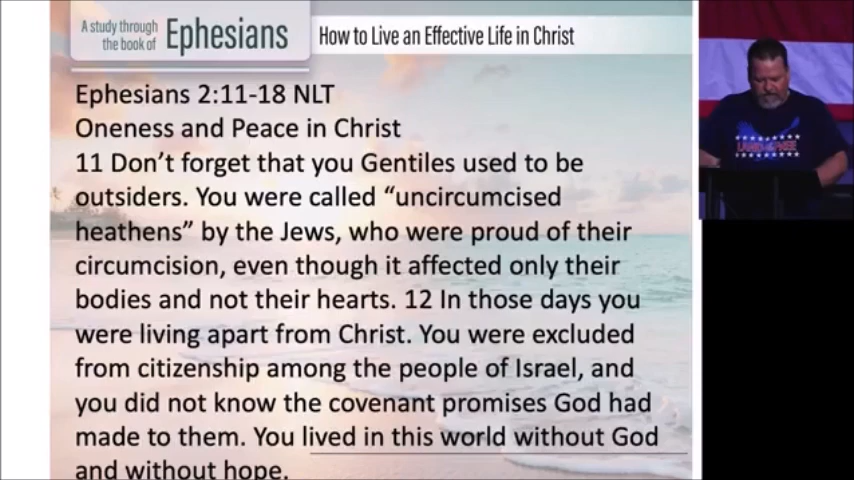 A study through
the book of
Ephesians
How to Live an Effective Life in Christ
Ephesians 2:11-18 NLT
Oneness and Peace in Christ
11 Don’t forget that you Gentiles used to be
outsiders. You were called “uncircumcised
heathens” by the Jews, who were proud of their
circumcision, even though it affected only their
bodies and not their hearts. 12 In those days you
were living apart from Christ. You were excluded
from citizenship among the people of Israel, and
you did not know the covenant promises God had
made to them. You lived in this world without God
and without hope.